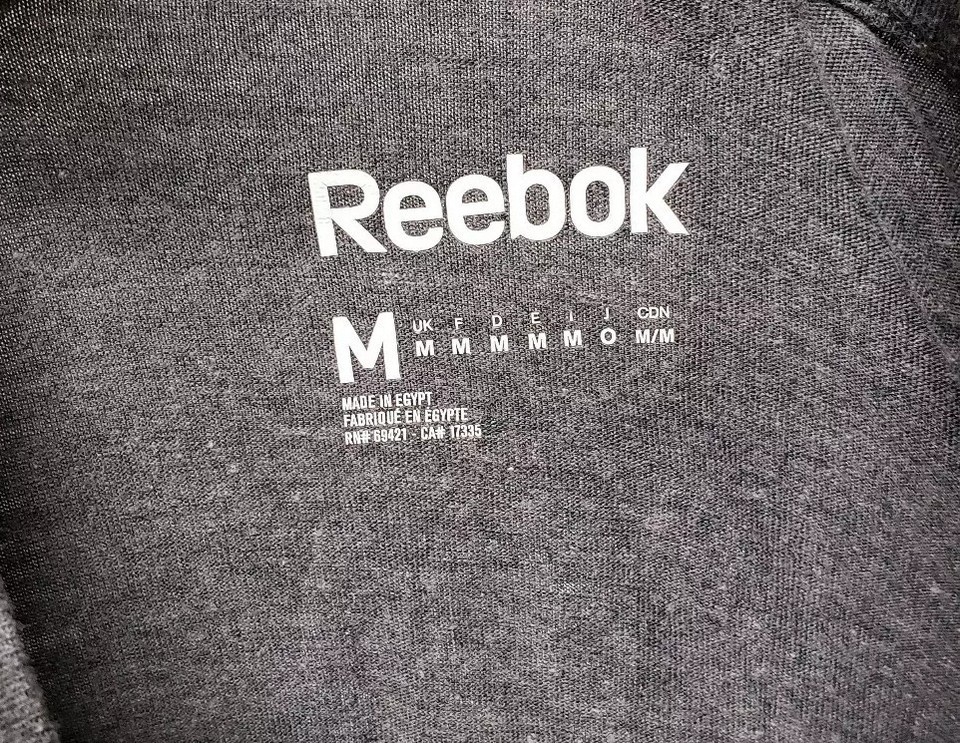 Reebok
M
UK F D E I J CDN
M M M M M O M/M
MADE IN EGYPT
FABRIQUÉ EN ÉGYPTE
RN# 69421 - CA# 17335